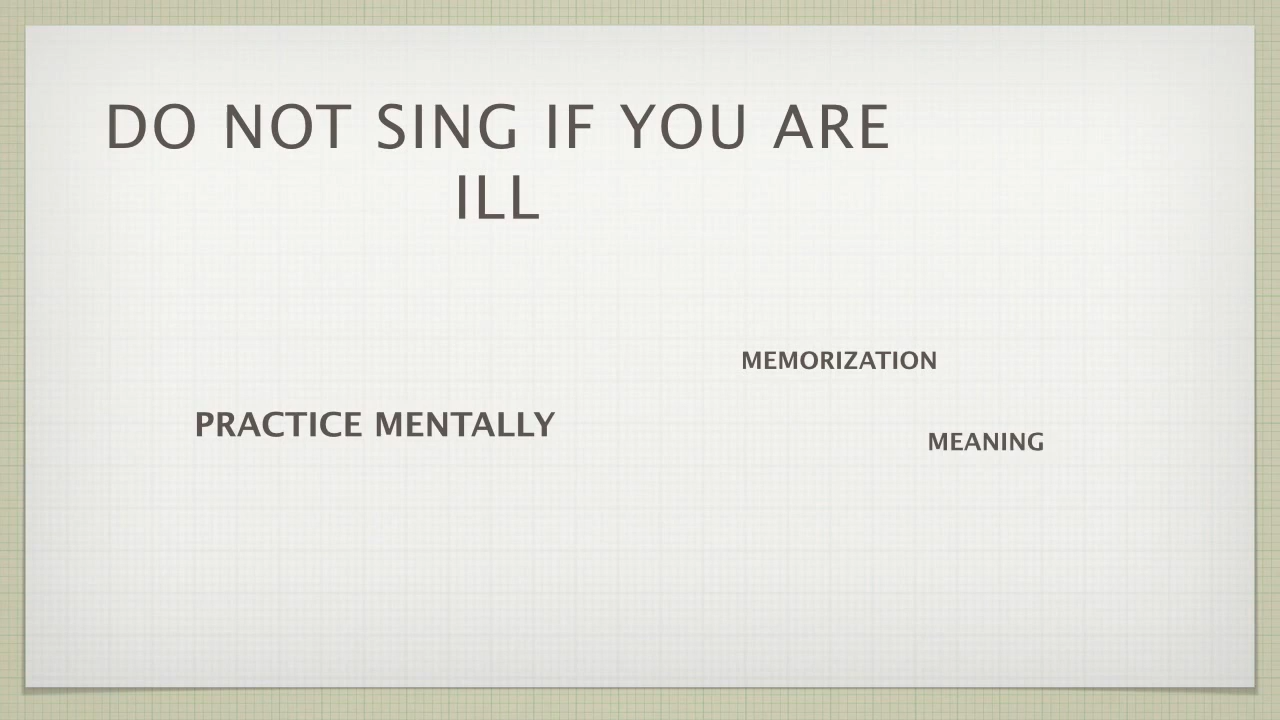 DO NOT SING IF YOU ARE
ILL
MEMORIZATION
PRACTICE MENTALLY
MEANING